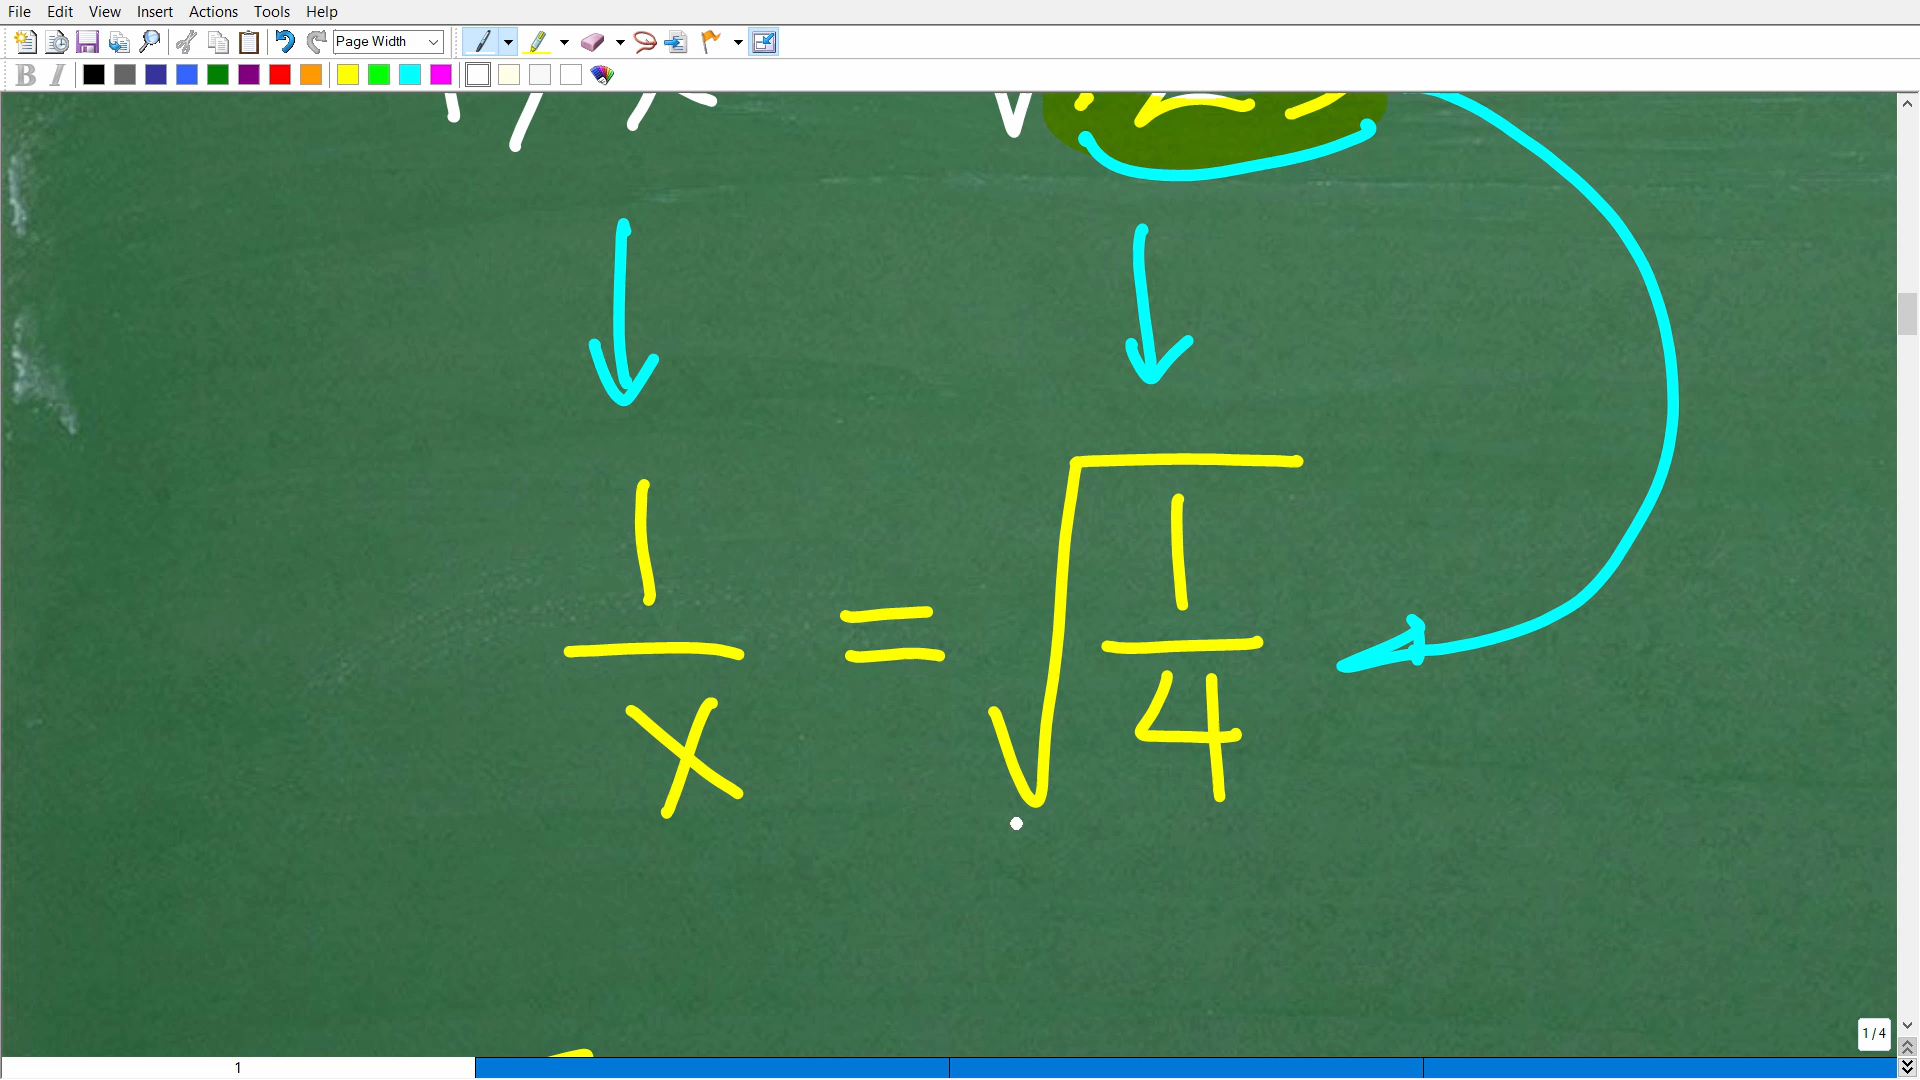 File Edit View Insert Actions Tools Help
Page Width
B I
1/x = √(1/4)
1/4
1